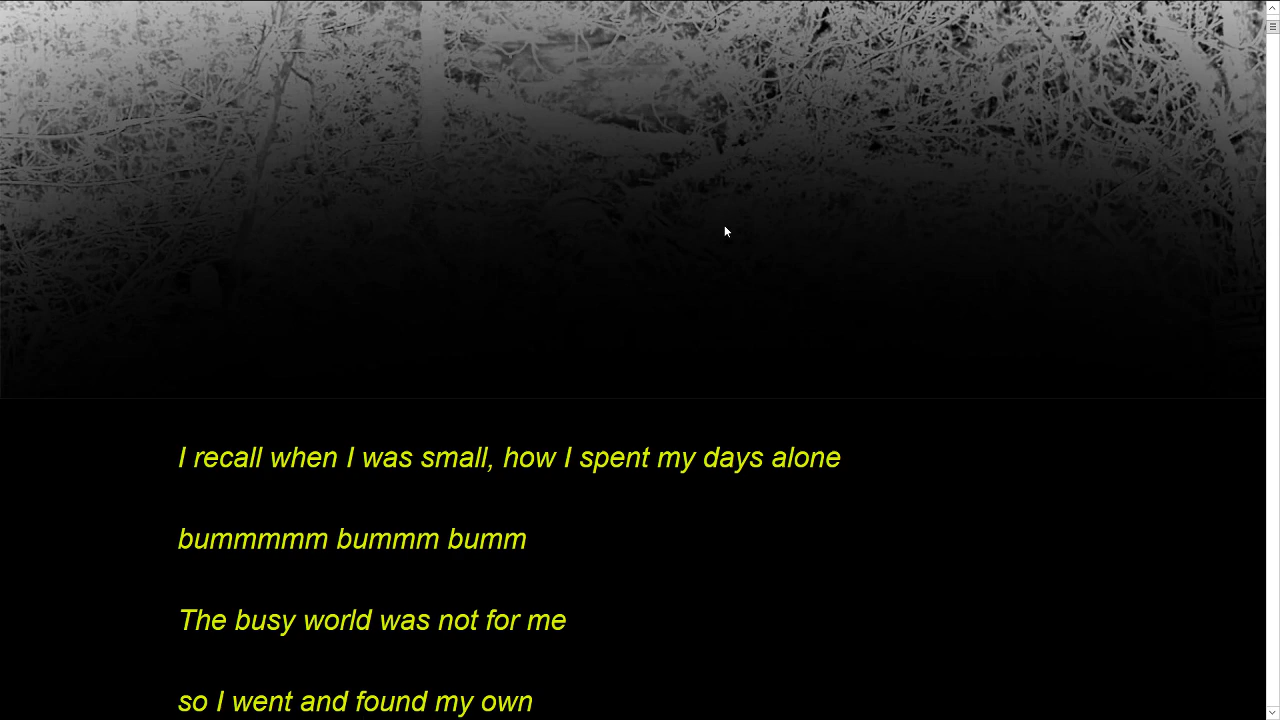 I recall when I was small, how I spent my days alone
bummmmm bummm bumm
The busy world was not for me
so I went and found my own